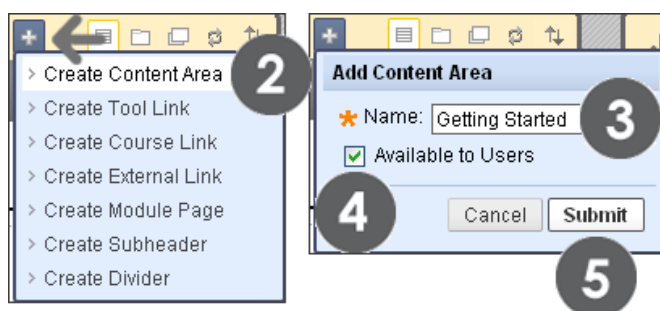 > Create Content Area
2
> Create Tool Link
> Create Course Link
> Create External Link
> Create Module Page
> Create Subheader
> Create Divider
Add Content Area
* Name: Getting Started
3
Available to Users
4
Cancel Submit
5